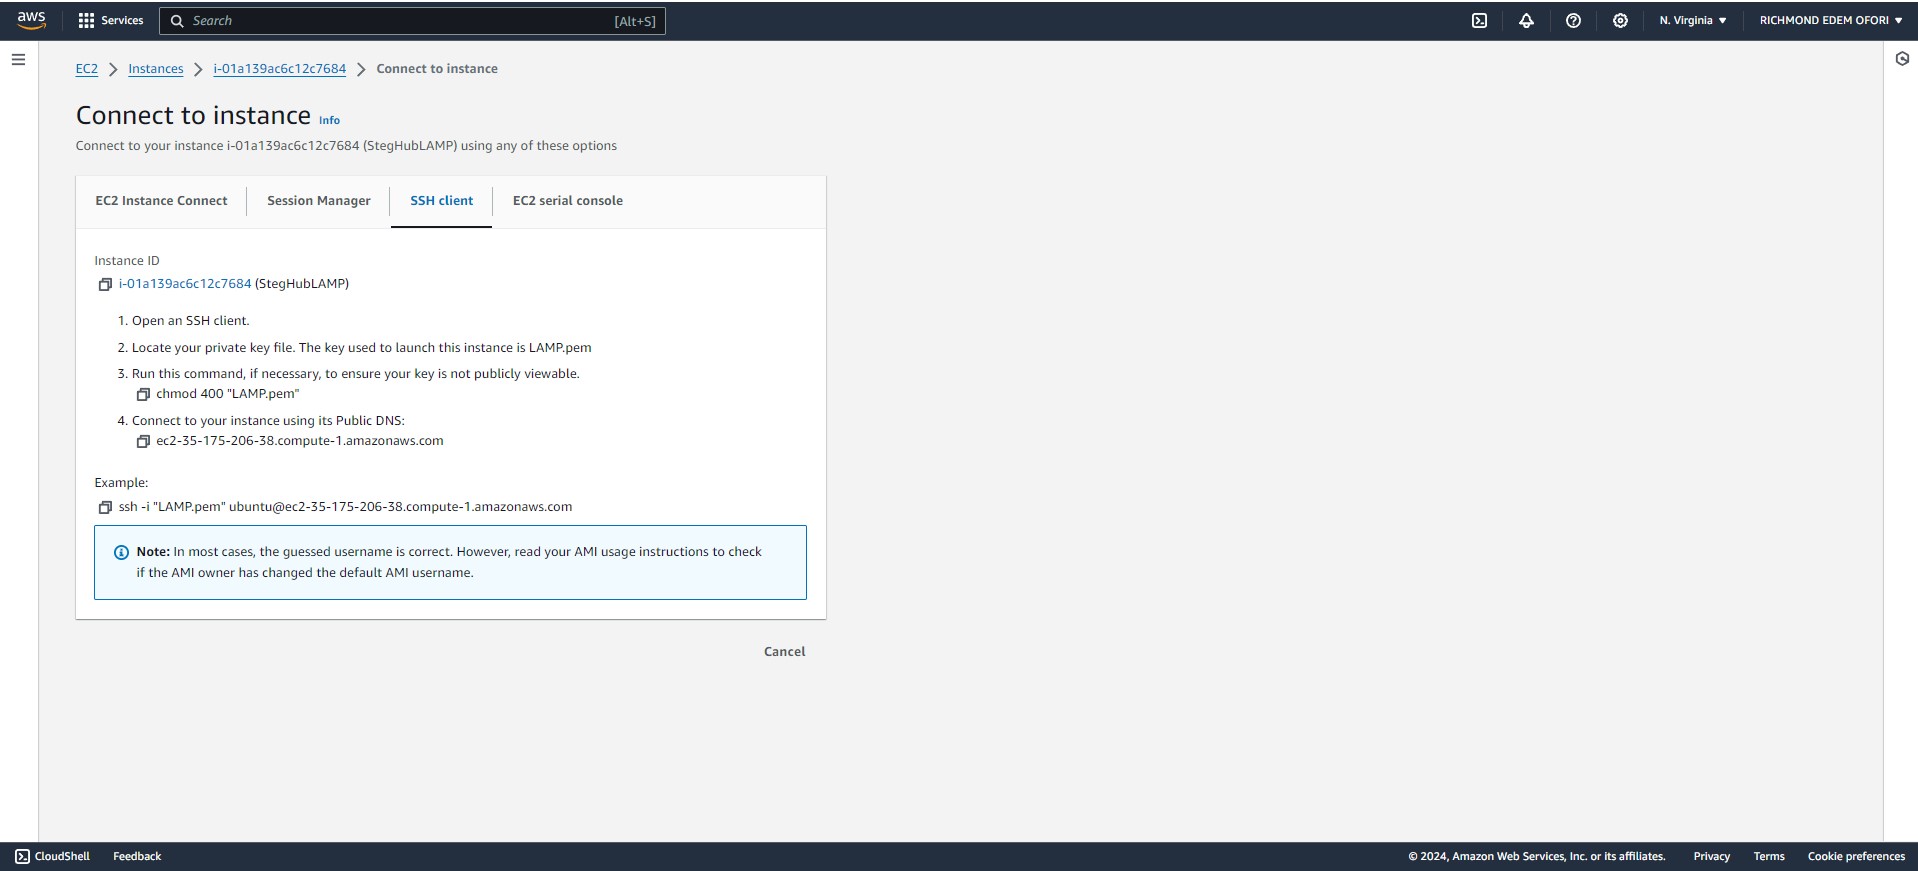 aws
Services
Search
[Alt+S]
N. Virginia
RICHMOND EDEM OFORI
EC2 > Instances > i-01a139ac6c12c7684 > Connect to instance
Connect to instance Info
Connect to your instance i-01a139ac6c12c7684 (StegHubLAMP) using any of these options
EC2 Instance Connect
Session Manager
SSH client
EC2 serial console
Instance ID
i-01a139ac6c12c7684 (StegHubLAMP)
1. Open an SSH client.
2. Locate your private key file. The key used to launch this instance is LAMP.pem
3. Run this command, if necessary, to ensure your key is not publicly viewable.
chmod 400 "LAMP.pem"
4. Connect to your instance using its Public DNS:
ec2-35-175-206-38.compute-1.amazonaws.com
Example:
ssh -i "LAMP.pem" ubuntu@ec2-35-175-206-38.compute-1.amazonaws.com
Note: In most cases, the guessed username is correct. However, read your AMI usage instructions to check
if the AMI owner has changed the default AMI username.
Cancel
CloudShell
Feedback
© 2024, Amazon Web Services, Inc. or its affiliates.
Privacy
Terms
Cookie preferences